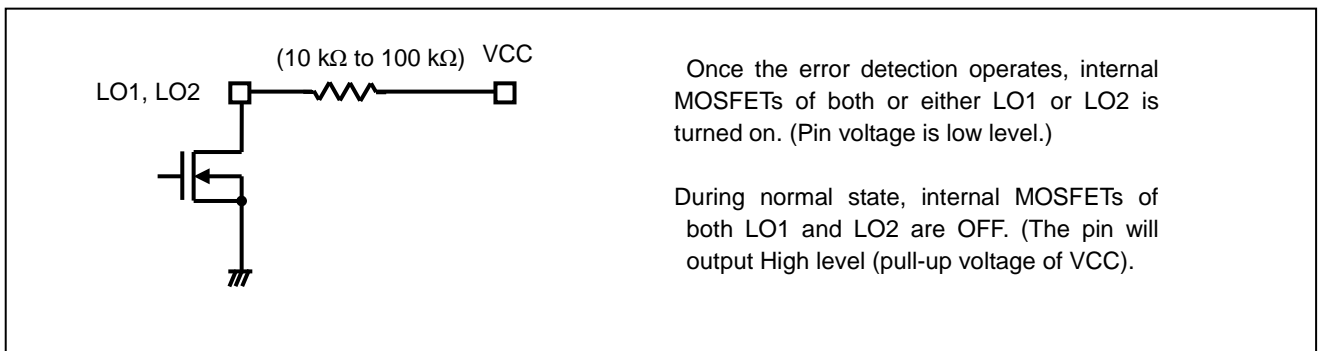 (10 kΩ to 100 kΩ) VCC
LO1, LO2
Once the error detection operates, internal
MOSFETs of both or either LO1 or LO2 is
turned on. (Pin voltage is low level.)
During normal state, internal MOSFETs of
both LO1 and LO2 are OFF. (The pin will
output High level (pull-up voltage of VCC).